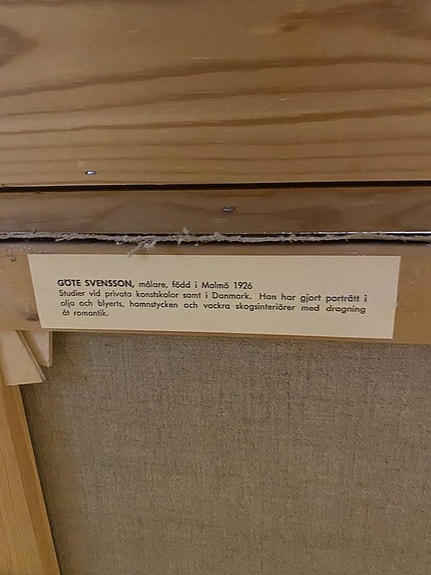 GÖTE SVENSSON, målare, född i Malmö 1926
Studier vid privata konstskolor samt i Danmark. Han har gjort porträtt i
olja och blyerts, hamnstycken och vackra skogsinteriörer med dragning
åt romantik.